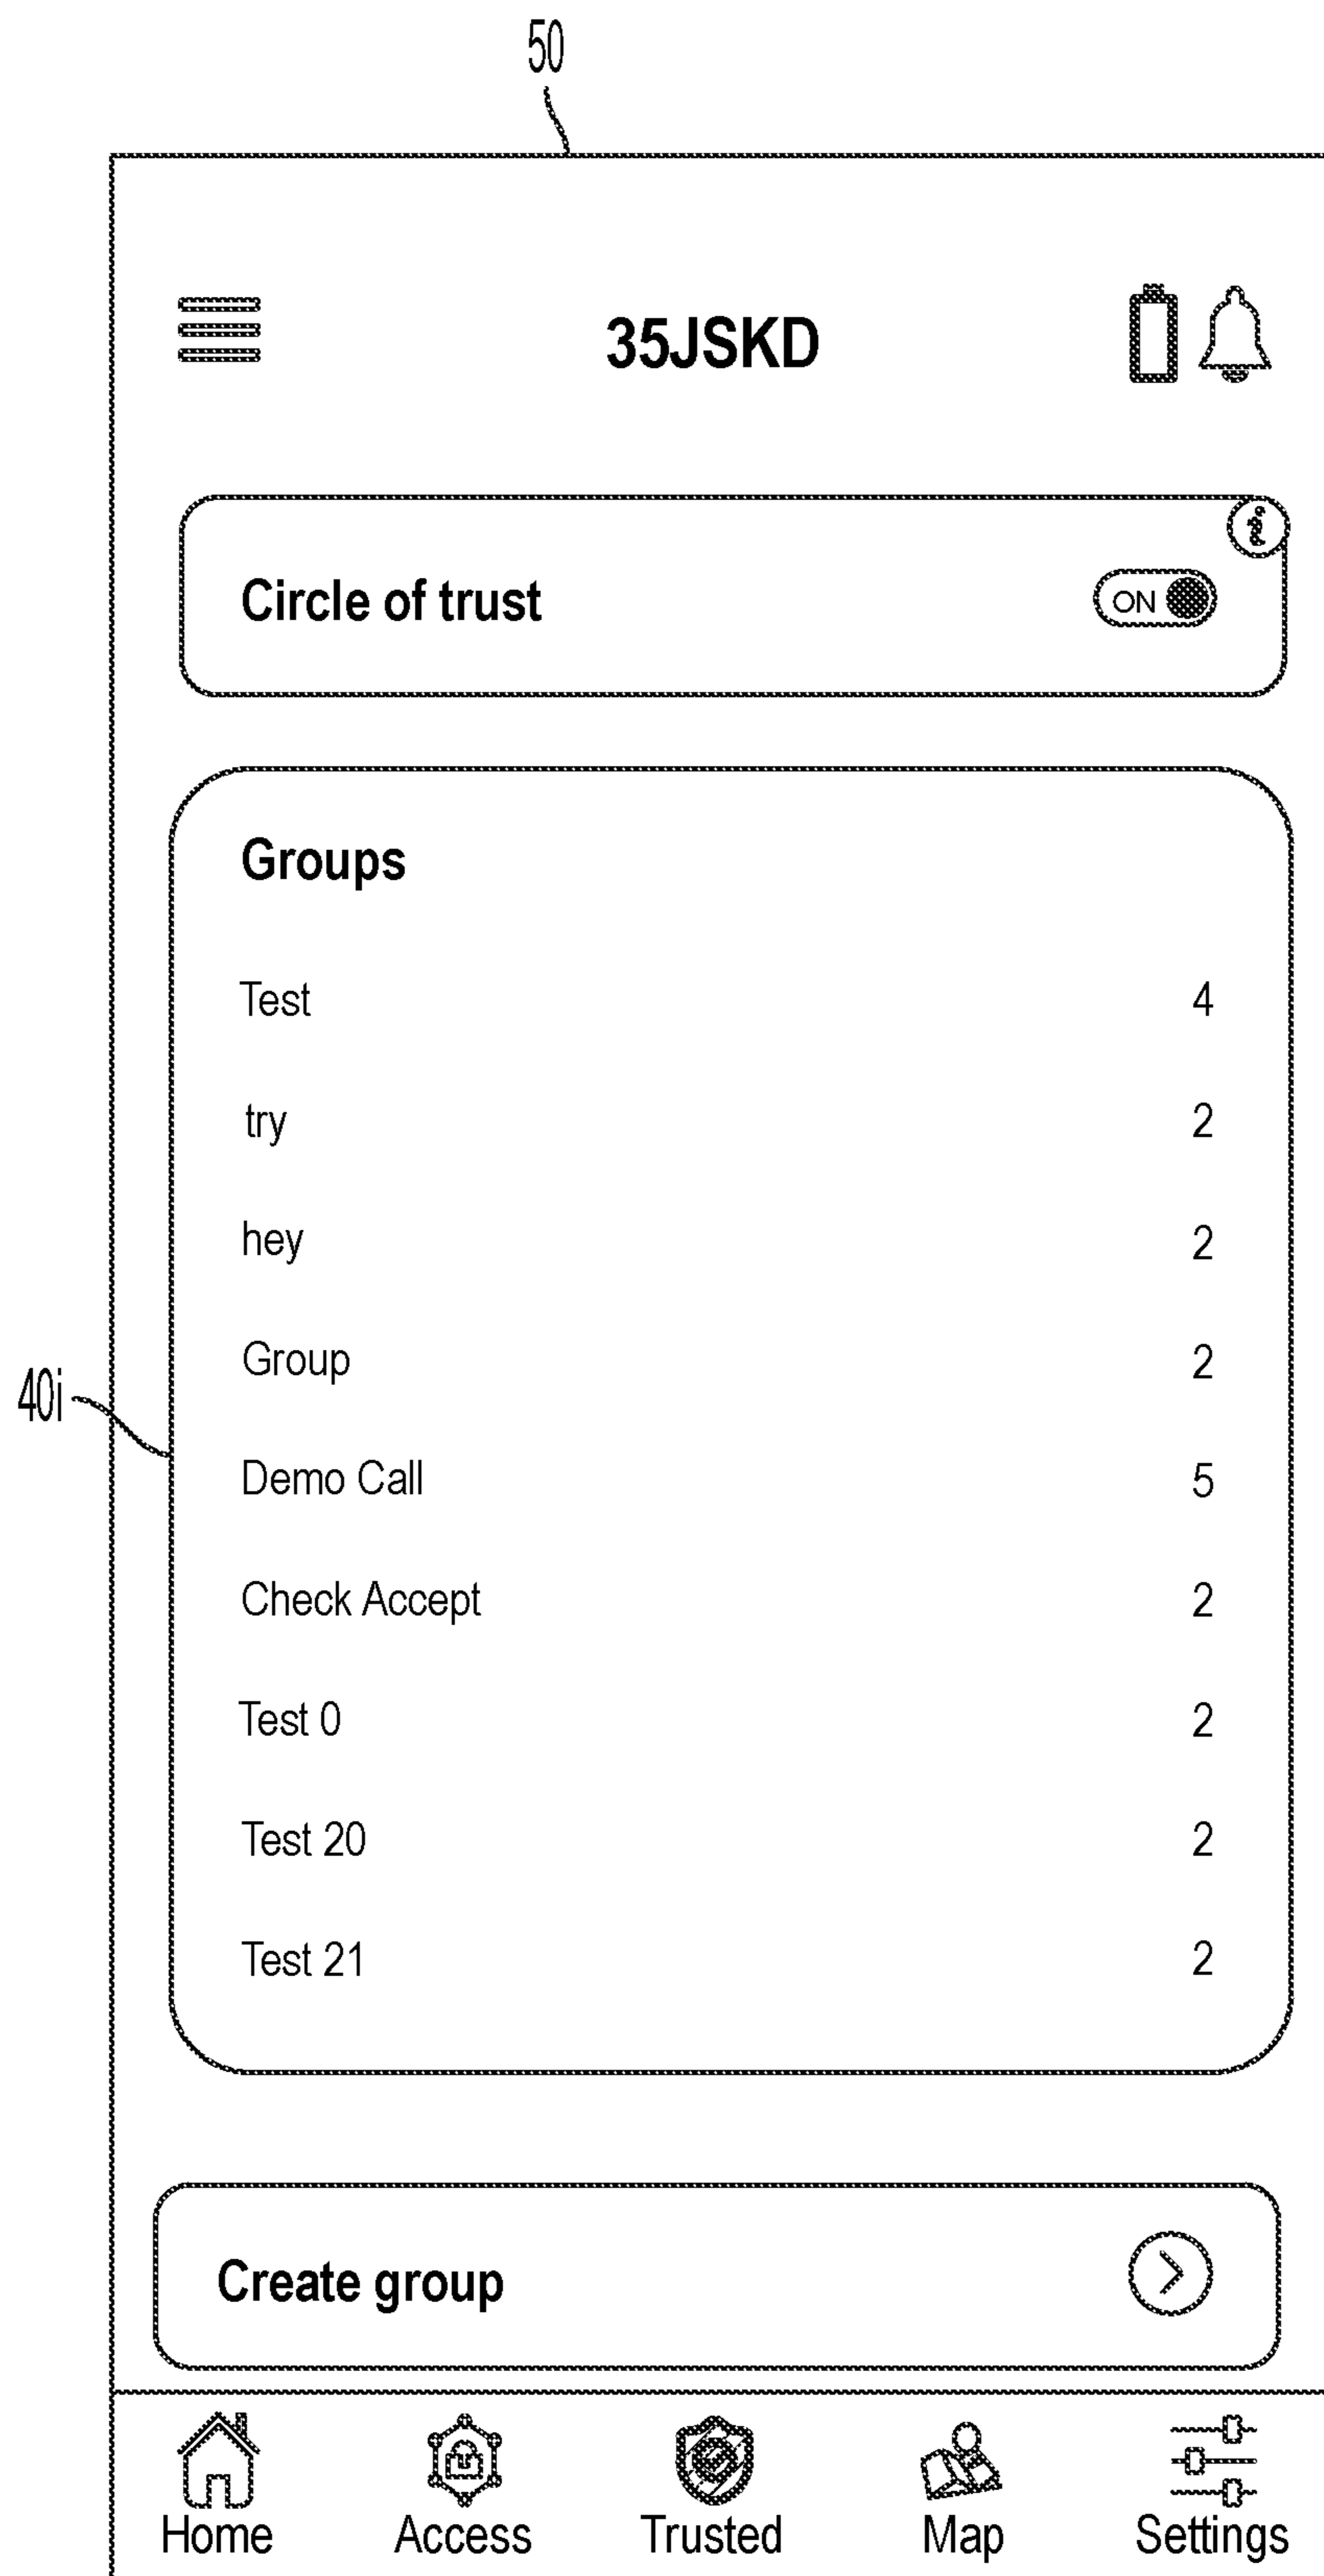 50
35JSKD
i
Circle of trust
ON
Groups
Test 4
try 2
hey 2
Group 2
40i
Demo Call 5
Check Accept 2
Test 0 2
Test 20 2
Test 21 2
Create group
Home Access Trusted Map Settings